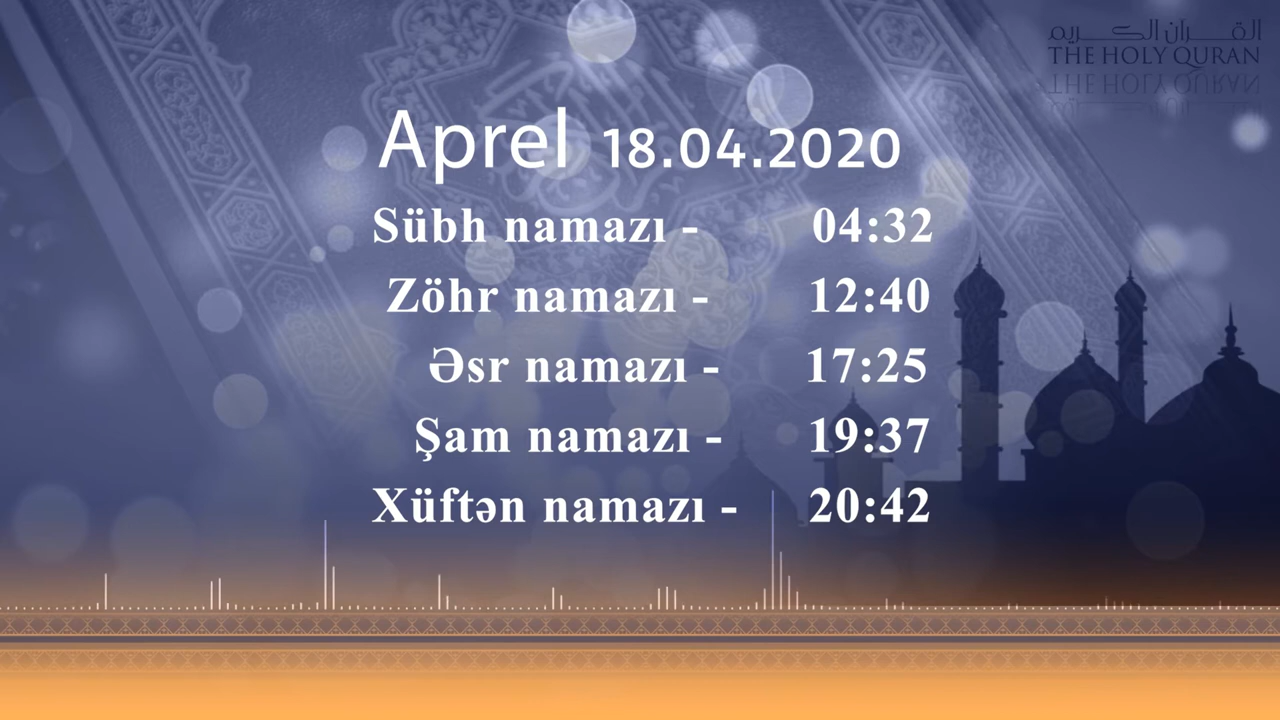 القرآن الكريم
THE HOLY QURAN
Aprel 18.04.2020
Sübh namazı - 04:32
Zöhr namazı - 12:40
Əsr namazı - 17:25
Şam namazı - 19:37
Xüftən namazı - 20:42